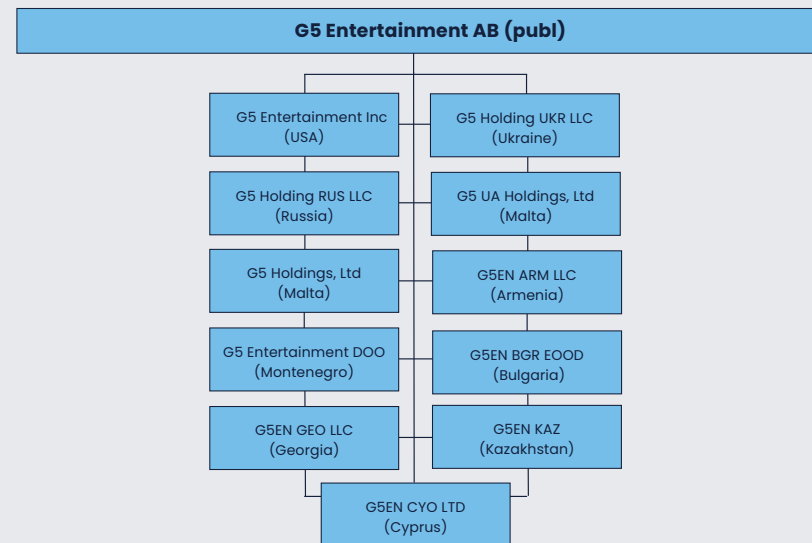 G5 Entertainment AB (publ)
G5 Entertainment Inc
(USA)
G5 Holding UKR LLC
(Ukraine)
G5 Holding RUS LLC
(Russia)
G5 UA Holdings, Ltd
(Malta)
G5 Holdings, Ltd
(Malta)
G5EN ARM LLC
(Armenia)
G5 Entertainment DOO
(Montenegro)
G5EN BGR EOOD
(Bulgaria)
G5EN GEO LLC
(Georgia)
G5EN KAZ
(Kazakhstan)
G5EN CYO LTD
(Cyprus)